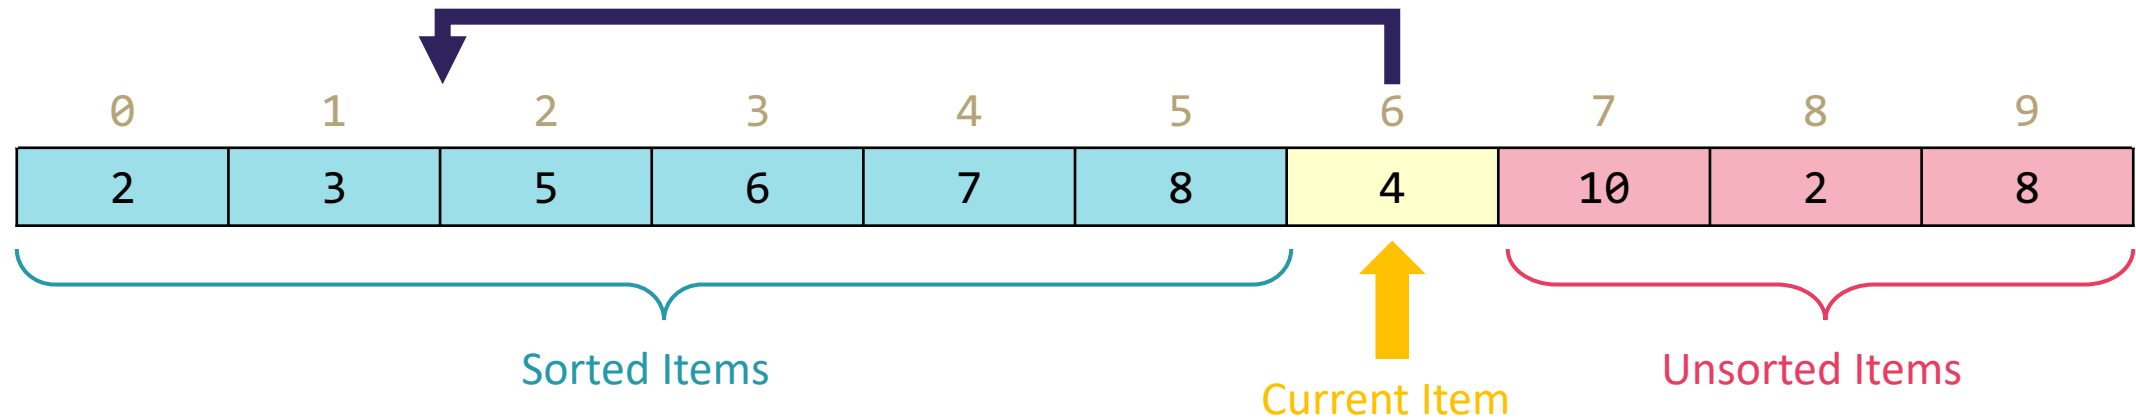 0 1 2 3 4 5 6 7 8 9
2 3 5 6 7 8 4 10 2 8
Sorted Items
Current Item
Unsorted Items